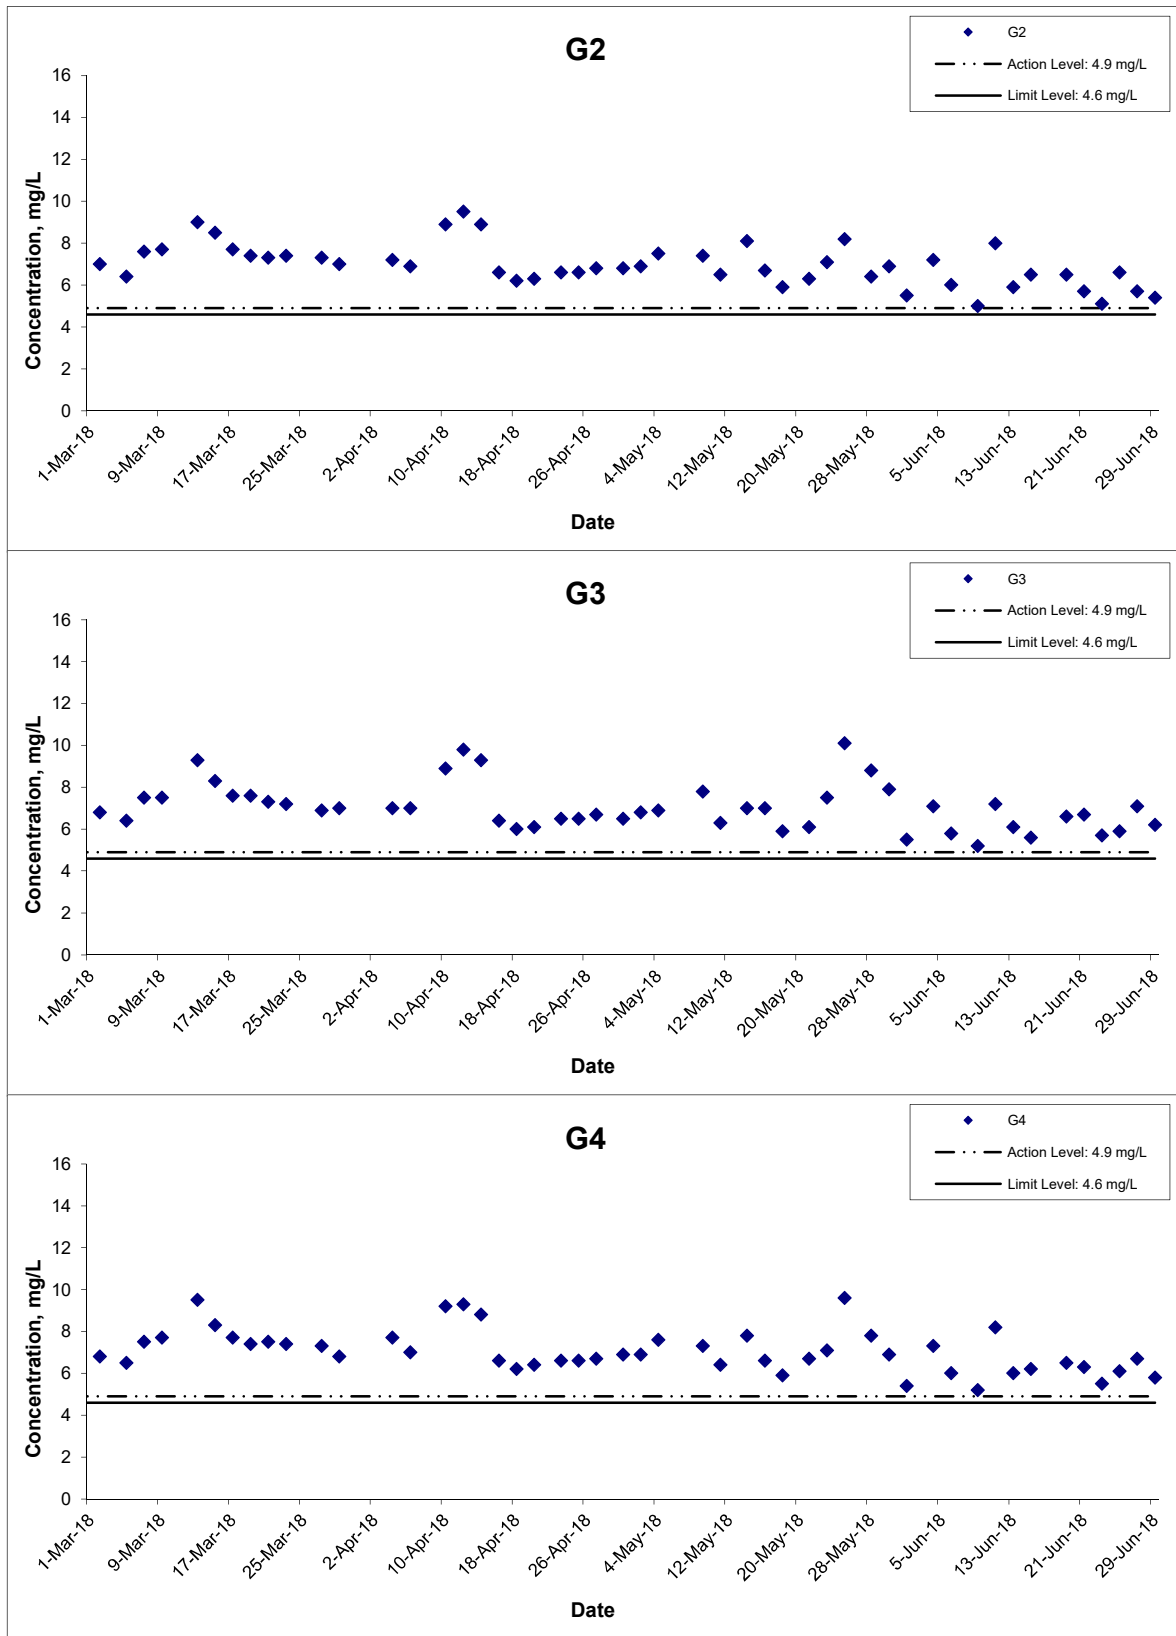 G2
G2
Action Level: 4.9 mg/L
Limit Level: 4.6 mg/L
Concentration, mg/L
16
14
12
10
8
6
4
2
0
1-Mar-18
9-Mar-18
17-Mar-18
25-Mar-18
2-Apr-18
10-Apr-18
18-Apr-18
26-Apr-18
4-May-18
12-May-18
20-May-18
28-May-18
5-Jun-18
13-Jun-18
21-Jun-18
29-Jun-18
Date
G3
G3
Action Level: 4.9 mg/L
Limit Level: 4.6 mg/L
Concentration, mg/L
16
14
12
10
8
6
4
2
0
1-Mar-18
9-Mar-18
17-Mar-18
25-Mar-18
2-Apr-18
10-Apr-18
18-Apr-18
26-Apr-18
4-May-18
12-May-18
20-May-18
28-May-18
5-Jun-18
13-Jun-18
21-Jun-18
29-Jun-18
Date
G4
G4
Action Level: 4.9 mg/L
Limit Level: 4.6 mg/L
Concentration, mg/L
16
14
12
10
8
6
4
2
0
1-Mar-18
9-Mar-18
17-Mar-18
25-Mar-18
2-Apr-18
10-Apr-18
18-Apr-18
26-Apr-18
4-May-18
12-May-18
20-May-18
28-May-18
5-Jun-18
13-Jun-18
21-Jun-18
29-Jun-18
Date